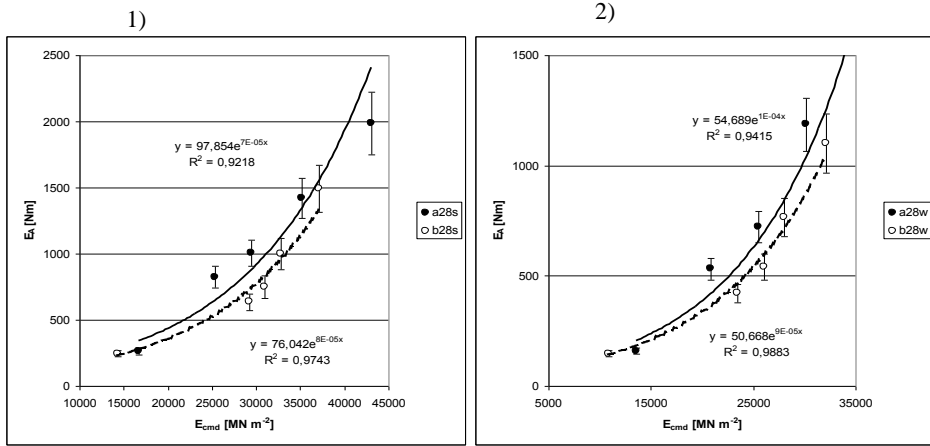 1)
2)
2500
2000
1500
1000
500
0
E_A [Nm]
y = 97,854e^7E-05x
R² = 0,9218
y = 76,042e^8E-05x
R² = 0,9743
10000 15000 20000 25000 30000 35000 40000 45000
E_cmd [MN m⁻²]
a28s
b28s
1500
1000
500
0
E_A [Nm]
y = 54,689e^1E-04x
R² = 0,9415
y = 50,668e^9E-05x
R² = 0,9883
5000 15000 25000 35000
E_cmd [MN m⁻²]
a28w
b28w